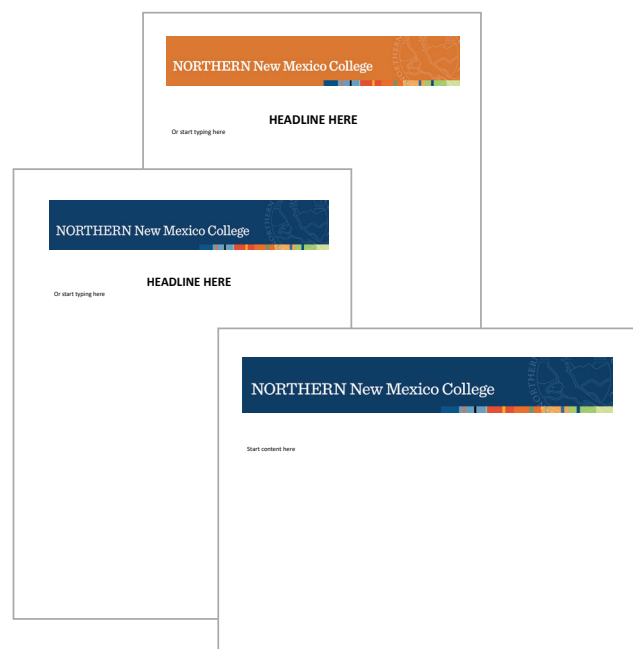 NORTHERN New Mexico College
HEADLINE HERE
Or start typing here
NORTHERN New Mexico College
HEADLINE HERE
Or start typing here
NORTHERN New Mexico College
Start content here